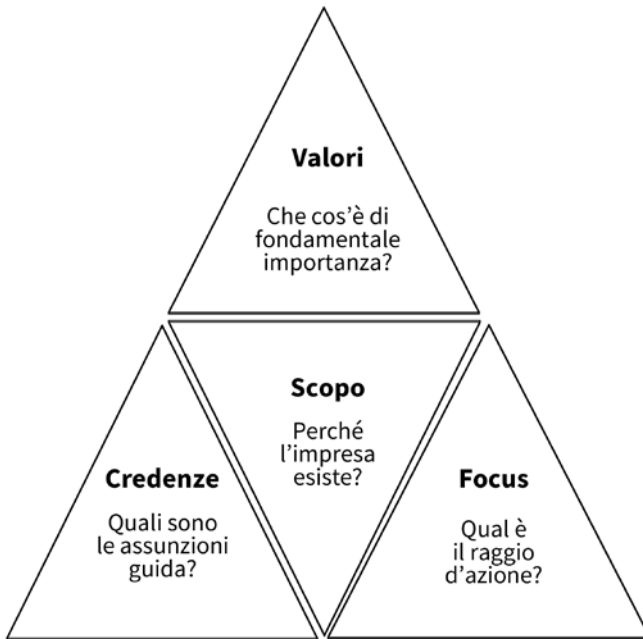 Valori
Che cos'è di
fondamentale
importanza?
Scopo
Perché
l'impresa
esiste?
Credenze
Quali sono
le assunzioni
guida?
Focus
Qual è
il raggio
d'azione?